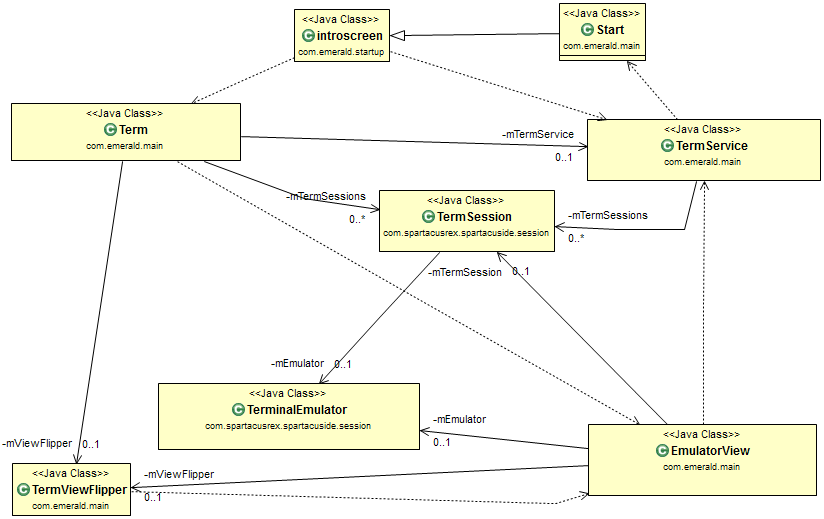 <<Java Class>>
introscreen
com.emerald.startup
<<Java Class>>
Start
com.emerald.main
<<Java Class>>
Term
com.emerald.main
-mTermService
0..1
<<Java Class>>
TermService
com.emerald.main
-mTermSessions
0..*
<<Java Class>>
TermSession
com.spartacusrex.spartacuside.session
-mTermSessions
0..*
-mTermSession
0..1
-mEmulator
0..1
<<Java Class>>
TerminalEmulator
com.spartacusrex.spartacuside.session
-mEmulator
0..1
<<Java Class>>
EmulatorView
com.emerald.main
-mViewFlipper
0..1
<<Java Class>>
TermViewFlipper
com.emerald.main
-mViewFlipper
0..1